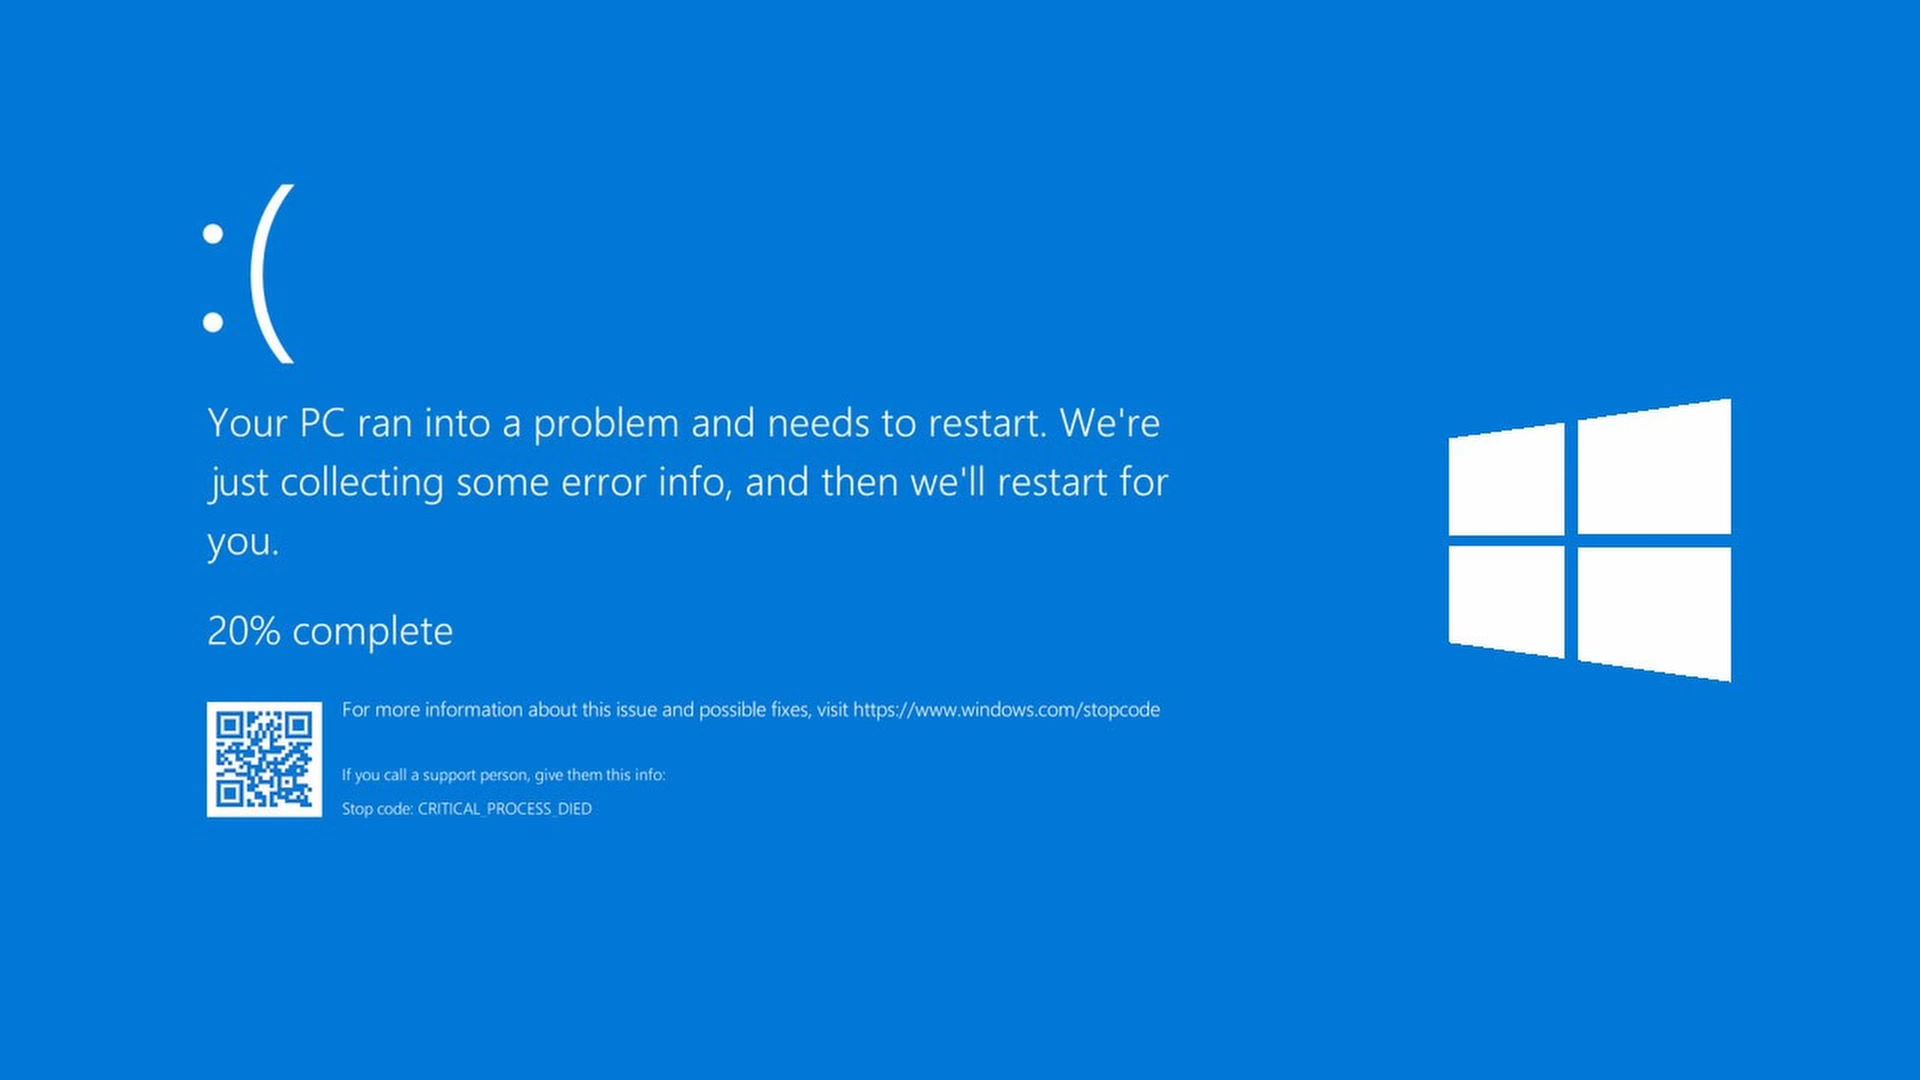 :(
Your PC ran into a problem and needs to restart. We're
just collecting some error info, and then we'll restart for
you.
20% complete
For more information about this issue and possible fixes, visit https://www.windows.com/stopcode
If you call a support person, give them this info:
Stop code: CRITICAL_PROCESS_DIED